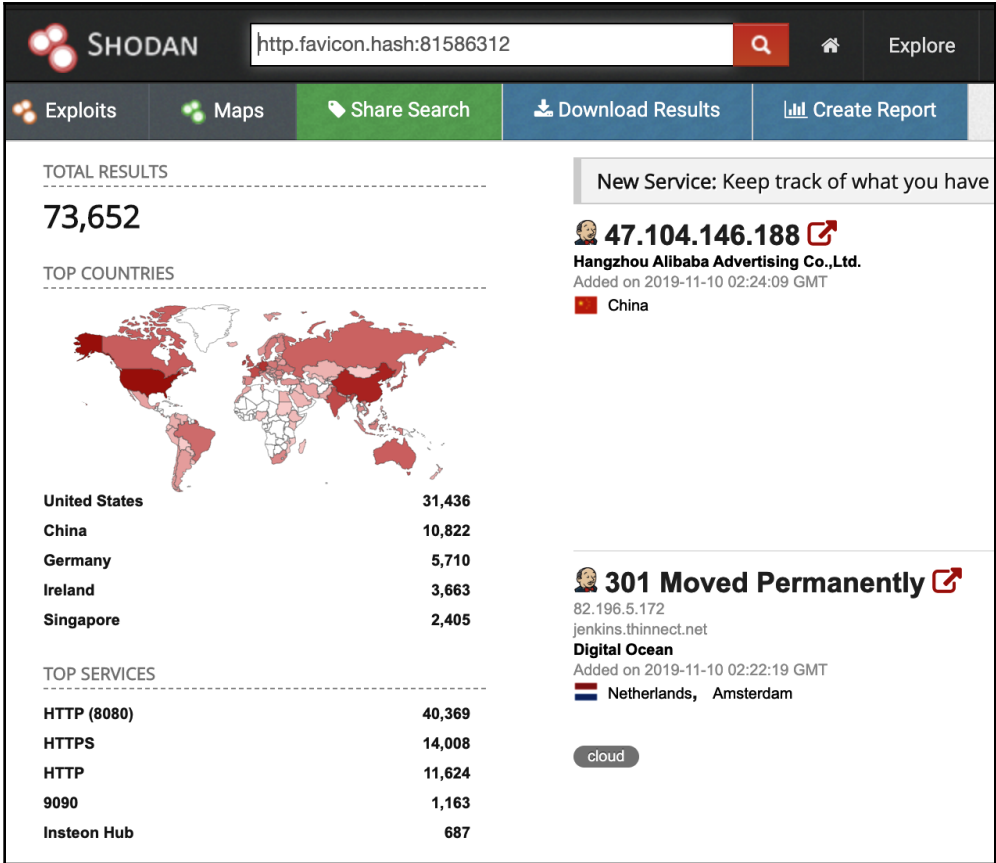 SHODAN
http.favicon.hash:81586312
Explore
Exploits
Maps
Share Search
Download Results
Create Report
TOTAL RESULTS
73,652
TOP COUNTRIES
United States 31,436
China 10,822
Germany 5,710
Ireland 3,663
Singapore 2,405
TOP SERVICES
HTTP (8080) 40,369
HTTPS 14,008
HTTP 11,624
9090 1,163
Insteon Hub 687
New Service: Keep track of what you have
47.104.146.188
Hangzhou Alibaba Advertising Co.,Ltd.
Added on 2019-11-10 02:24:09 GMT
China
301 Moved Permanently
82.196.5.172
jenkins.thinnect.net
Digital Ocean
Added on 2019-11-10 02:22:19 GMT
Netherlands, Amsterdam
cloud